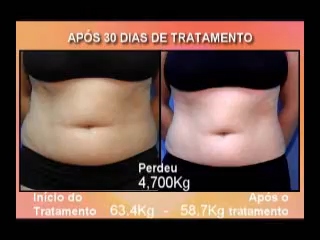 APÓS 30 DIAS DE TRATAMENTO
Perdeu
4,700Kg
Início do Após o
Tratamento 63,4Kg - 58,7Kg tratamento